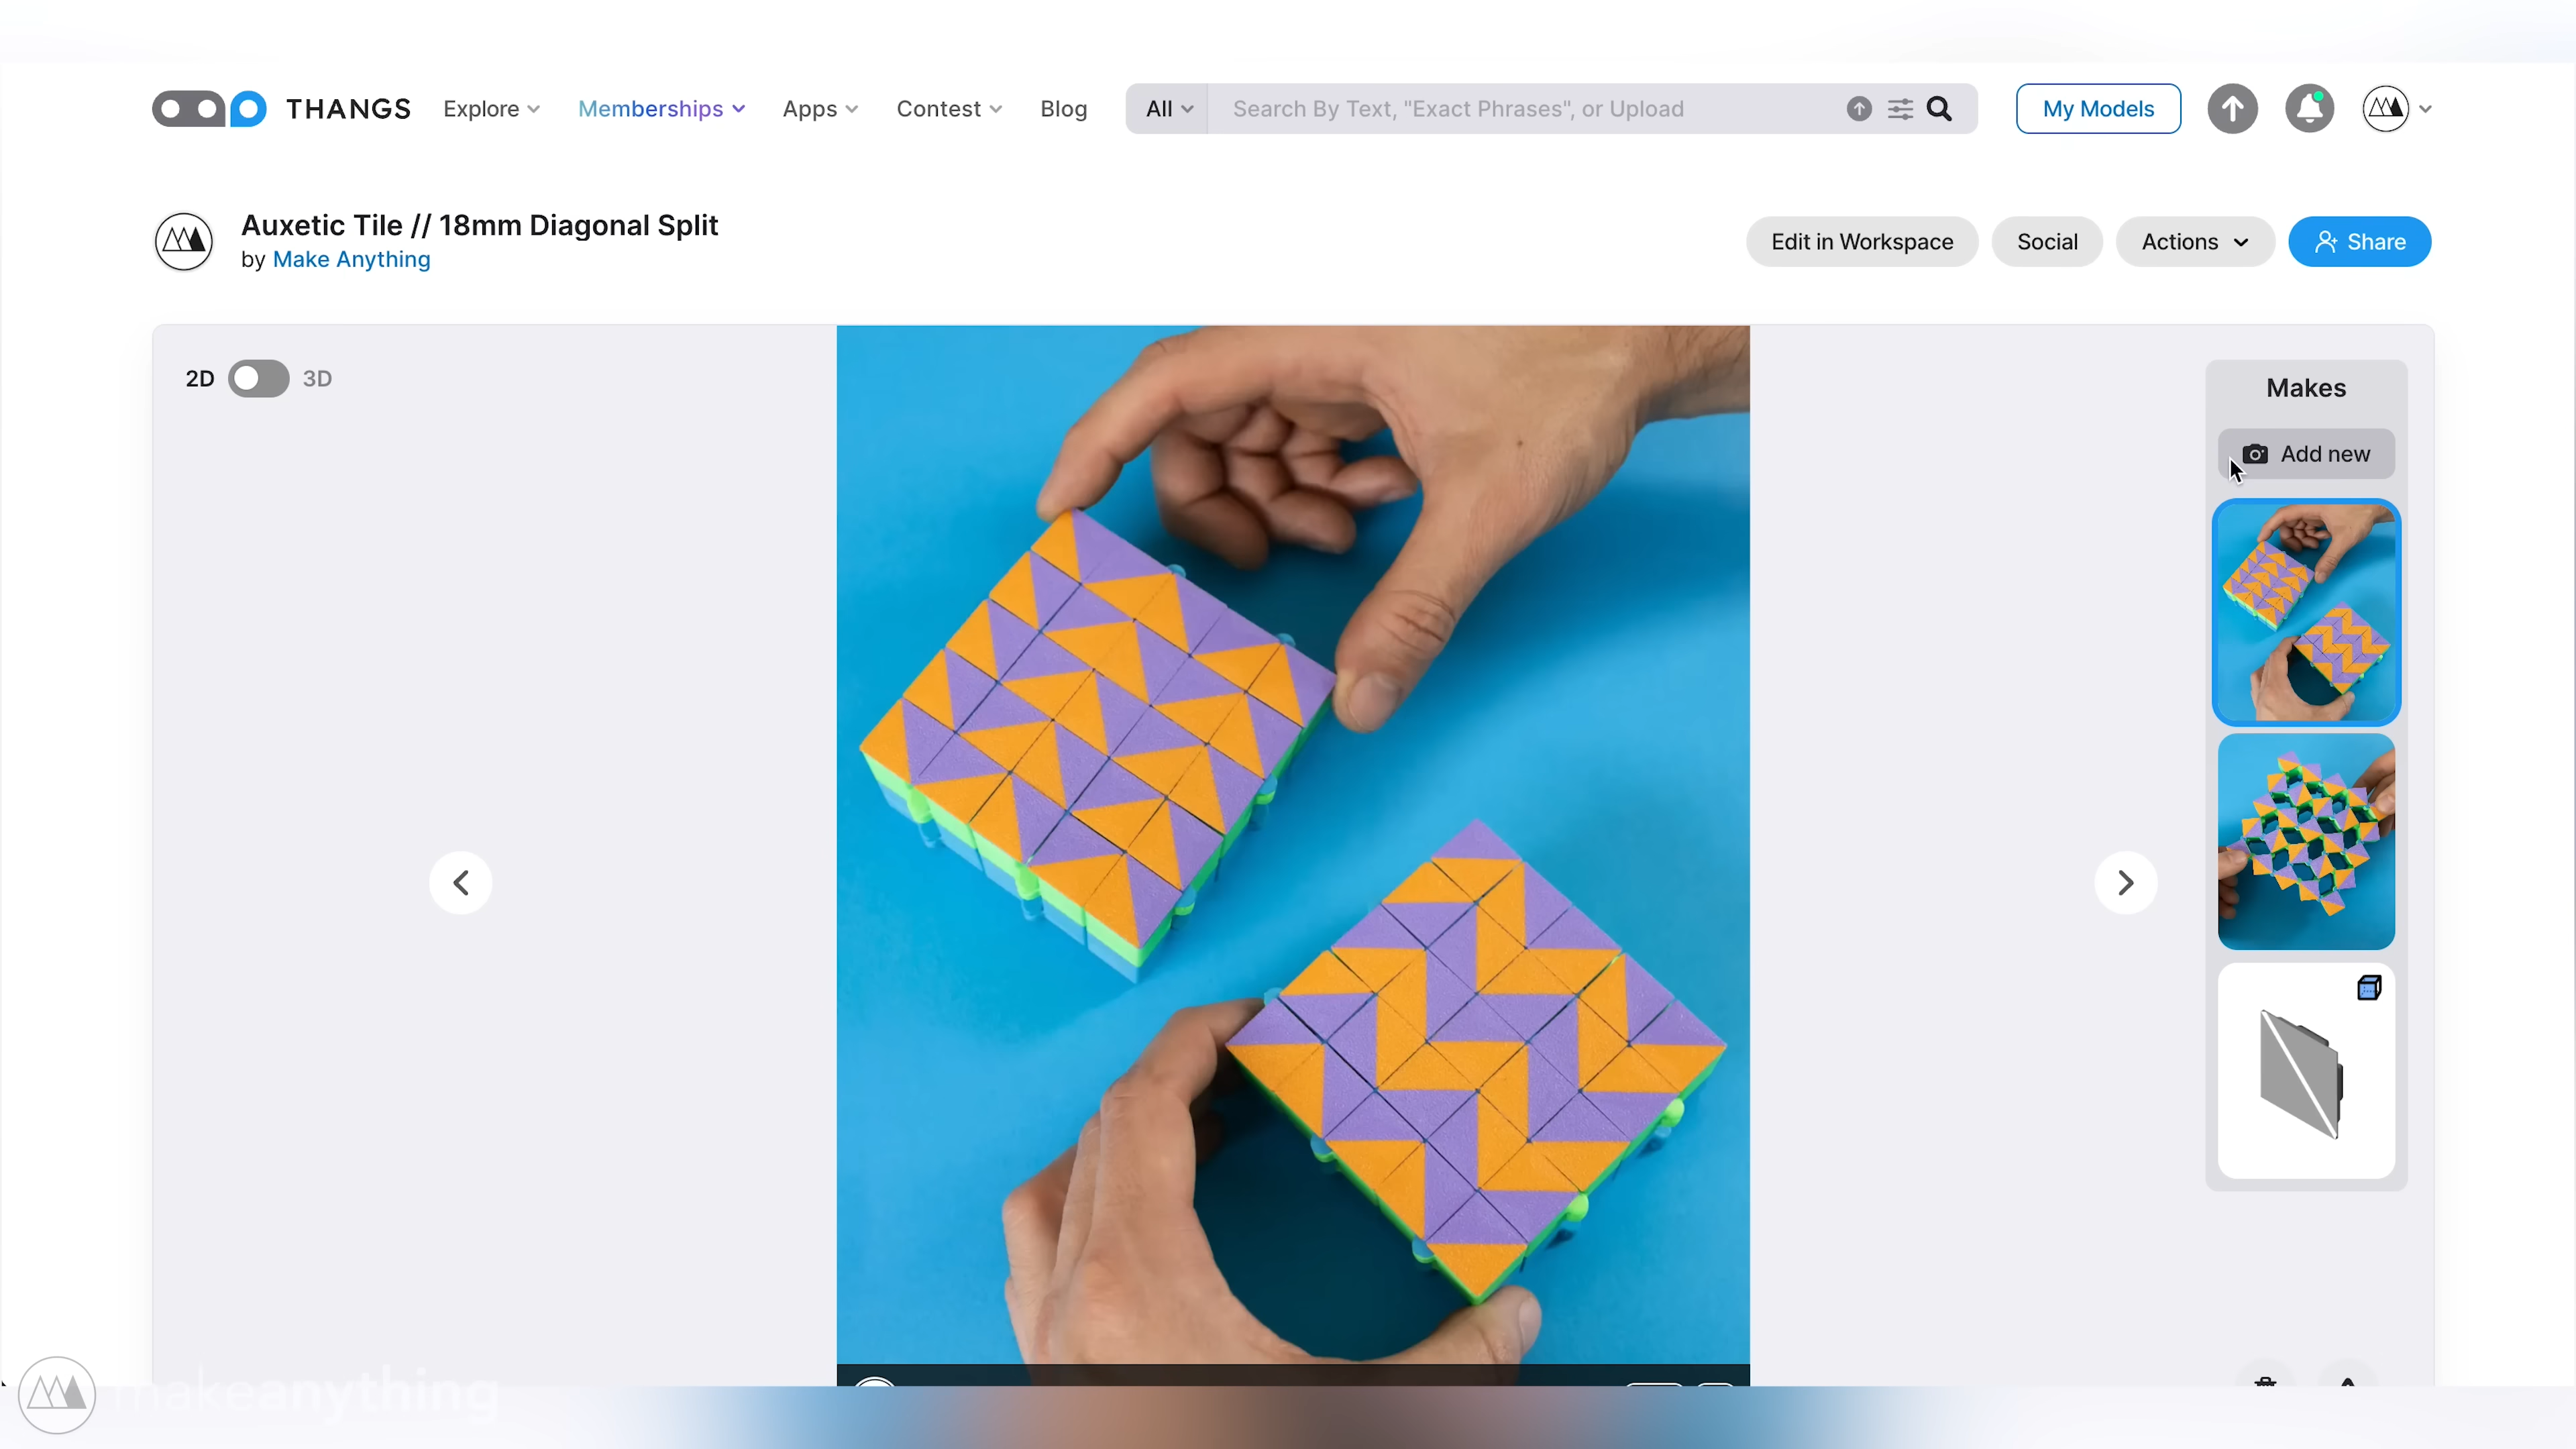 THANGS Explore Memberships Apps Contest Blog All Search By Text, "Exact Phrases", or Upload My Models
Auxetic Tile // 18mm Diagonal Split
by Make Anything
Edit in Workspace Social Actions Share
2D 3D
Makes
Add new
makeanything